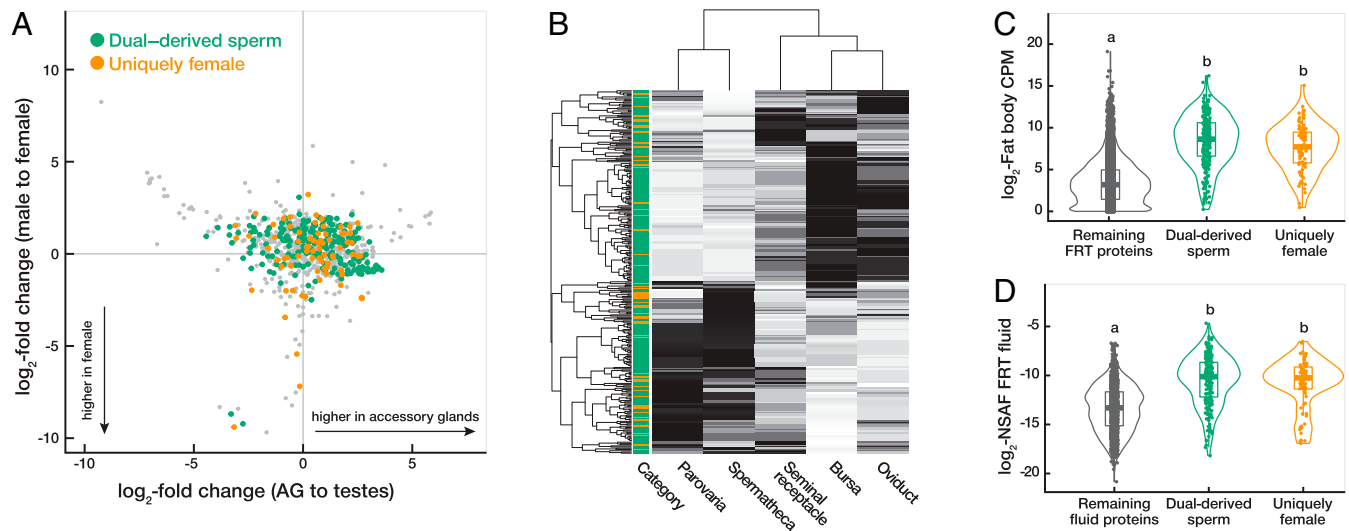 A
Dual–derived sperm
Uniquely female
10
5
0
-5
-10
log2-fold change (male to female)
higher in female
higher in accessory glands
-10
-5
0
5
log2-fold change (AG to testes)
B
Category
Parovaria
Spermatheca
Seminal
receptacle
Bursa
Oviduct
C
log2-Fat body CPM
20
15
10
5
0
a
b
b
Remaining
FRT proteins
Dual-derived
sperm
Uniquely
female
D
log2-NSAF FRT fluid
-5
-10
-15
-20
a
b
b
Remaining
fluid proteins
Dual-derived
sperm
Uniquely
female